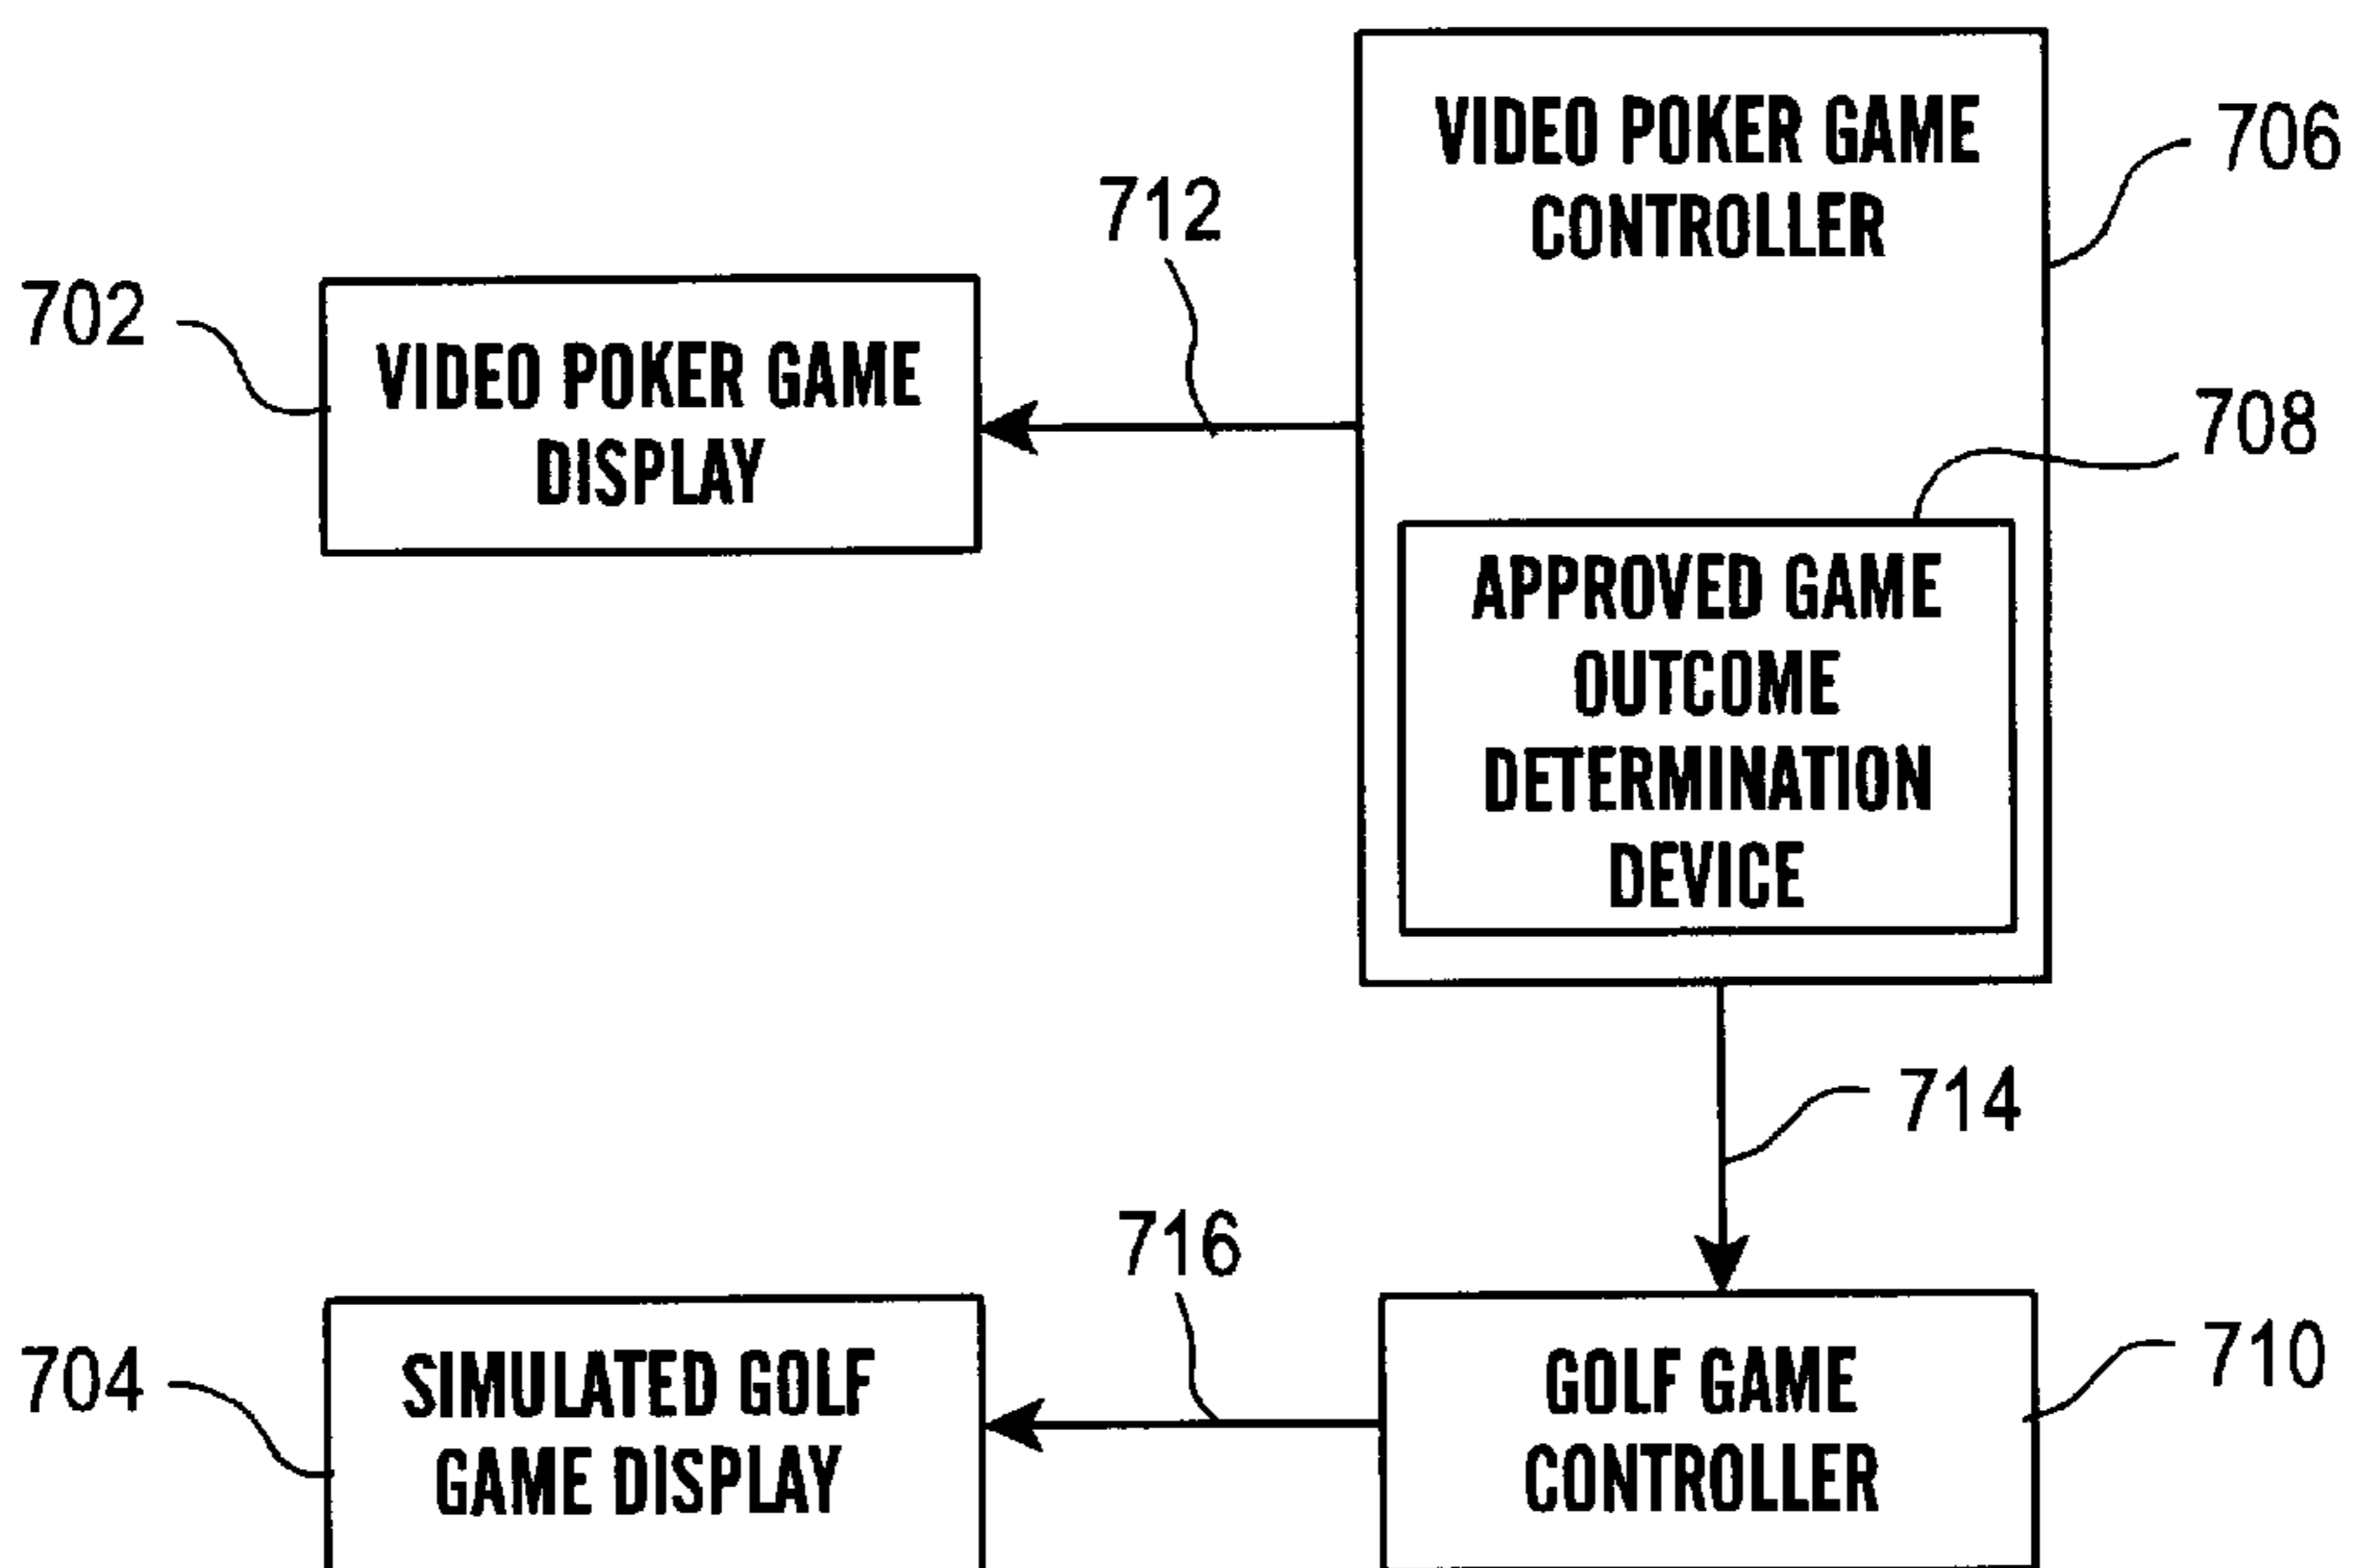 VIDEO POKER GAME
CONTROLLER
706
712
702
VIDEO POKER GAME
DISPLAY
708
APPROVED GAME
OUTCOME
DETERMINATION
DEVICE
714
716
704
SIMULATED GOLF
GAME DISPLAY
GOLF GAME
CONTROLLER
710